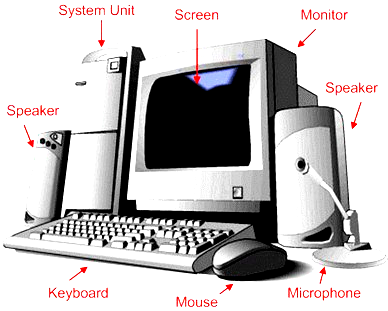 System Unit
Screen
Monitor
Speaker
Speaker
Keyboard
Mouse
Microphone